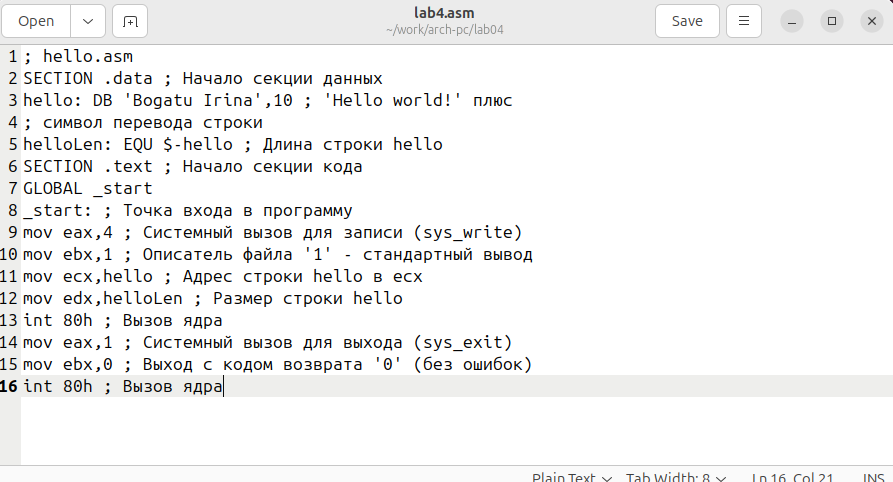 Open
lab4.asm
~/work/arch-pc/lab04
Save
1 ; hello.asm
2 SECTION .data ; Начало секции данных
3 hello: DB 'Bogatu Irina',10 ; 'Hello world!' плюс
4 ; символ перевода строки
5 helloLen: EQU $-hello ; Длина строки hello
6 SECTION .text ; Начало секции кода
7 GLOBAL _start
8 _start: ; Точка входа в программу
9 mov eax,4 ; Системный вызов для записи (sys_write)
10 mov ebx,1 ; Описатель файла '1' - стандартный вывод
11 mov ecx,hello ; Адрес строки hello в ecx
12 mov edx,helloLen ; Размер строки hello
13 int 80h ; Вызов ядра
14 mov eax,1 ; Системный вызов для выхода (sys_exit)
15 mov ebx,0 ; Выход с кодом возврата '0' (без ошибок)
16 int 80h ; Вызов ядра
Plain Text Tab Width: 8 Ln 16, Col 21 INS